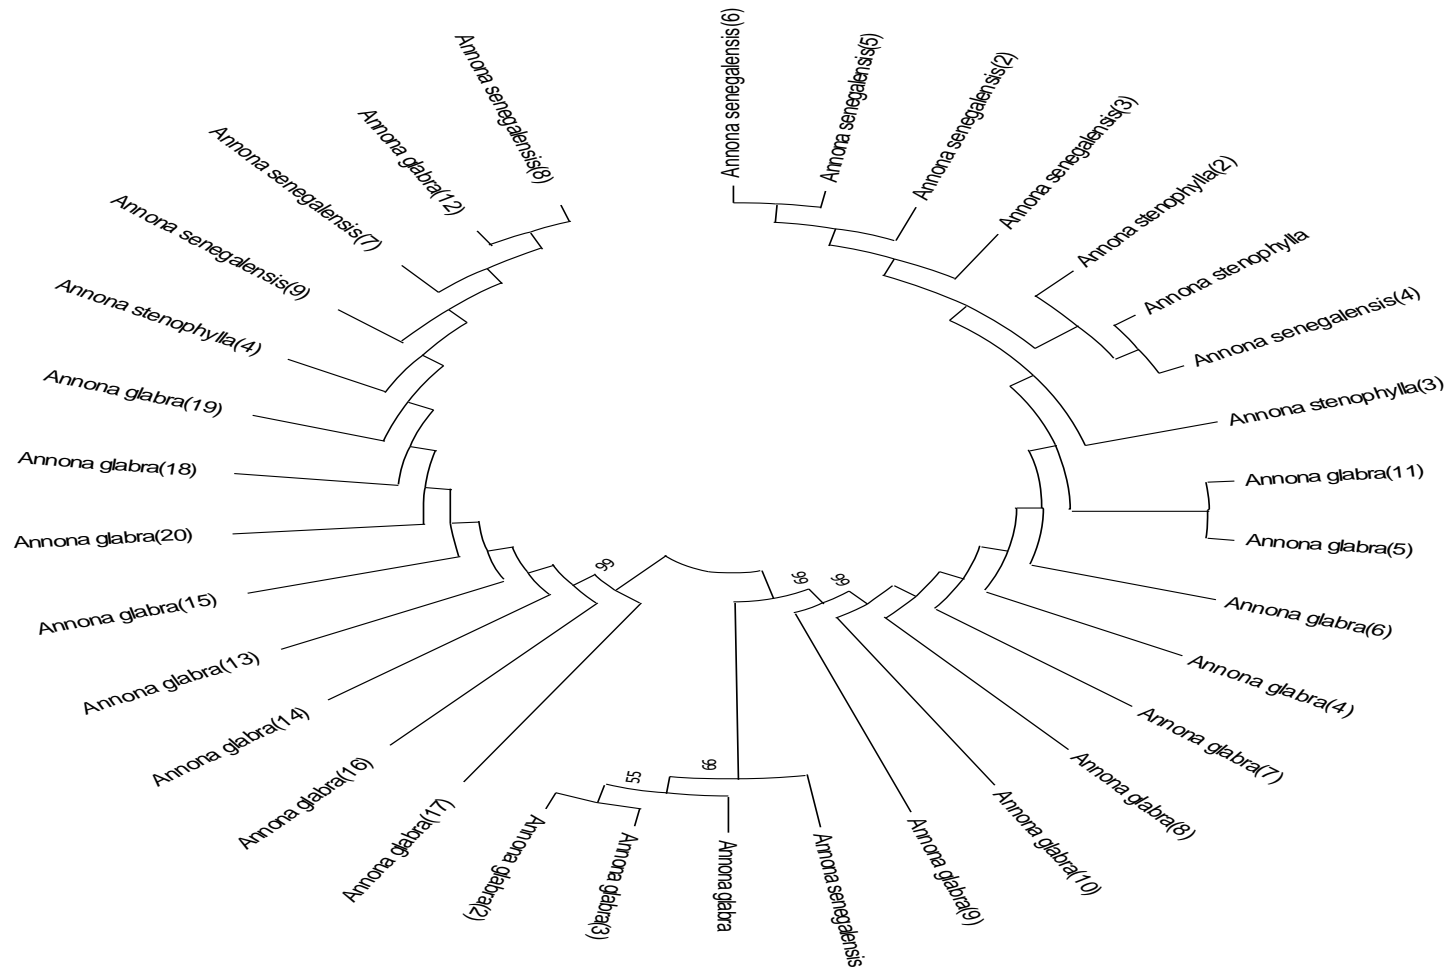 Annona senegalensis(6)
Annona senegalensis(5)
Annona senegalensis(2)
Annona senegalensis(3)
Annona stenophylla(2)
Annona stenophylla
Annona senegalensis(4)
Annona stenophylla(3)
Annona glabra(11)
Annona glabra(5)
Annona glabra(6)
Annona glabra(4)
Annona glabra(7)
Annona glabra(8)
Annona glabra(10)
Annona glabra(9)
Annona senegalensis
Annona glabra
Annona glabra(3)
Annona glabra(2)
Annona glabra(17)
Annona glabra(16)
Annona glabra(14)
Annona glabra(13)
Annona glabra(15)
Annona glabra(20)
Annona glabra(18)
Annona glabra(19)
Annona stenophylla(4)
Annona senegalensis(9)
Annona senegalensis(7)
Annona glabra(12)
Annona senegalensis(8)
99
99
99
66
55